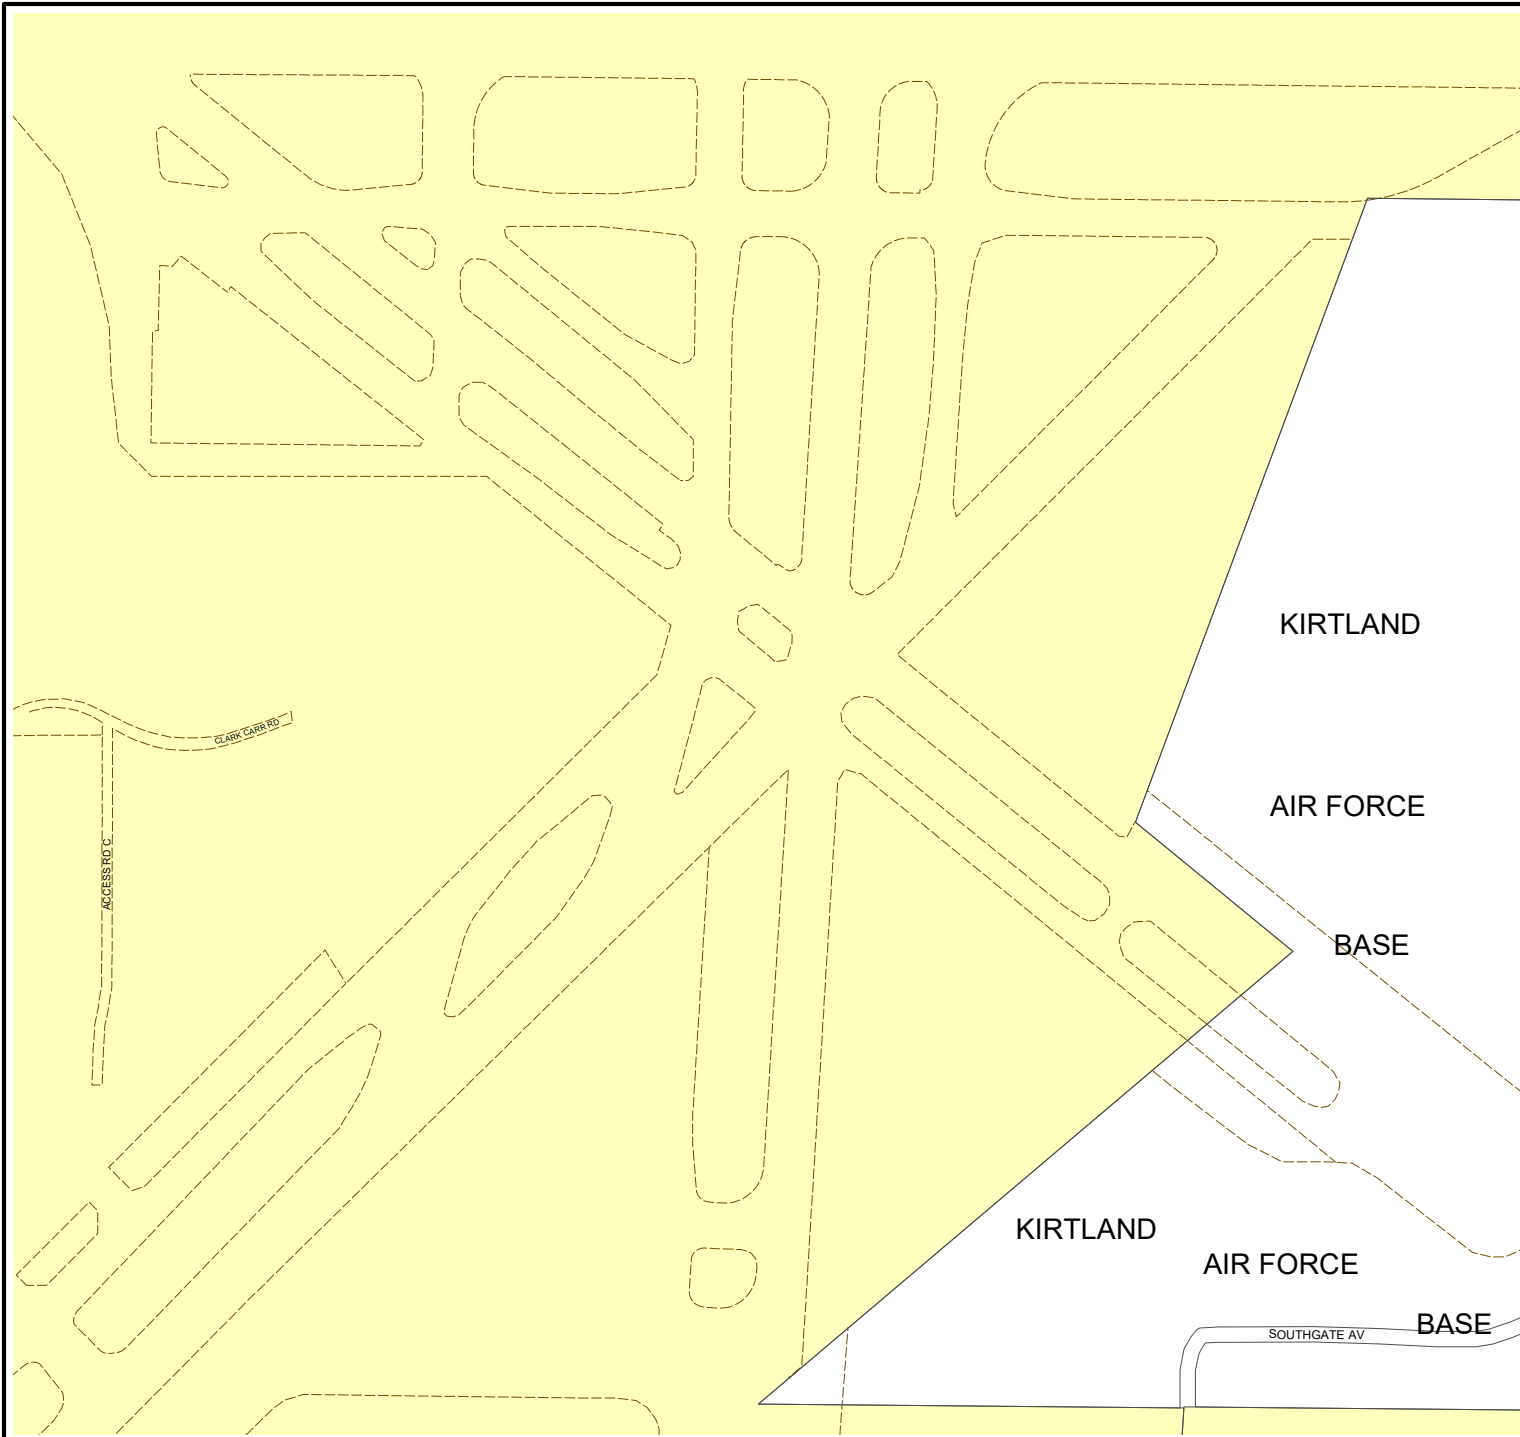 KIRTLAND
CLARK CARR RD
AIR FORCE
ACCESS RD C
BASE
KIRTLAND
AIR FORCE
BASE
SOUTHGATE AV